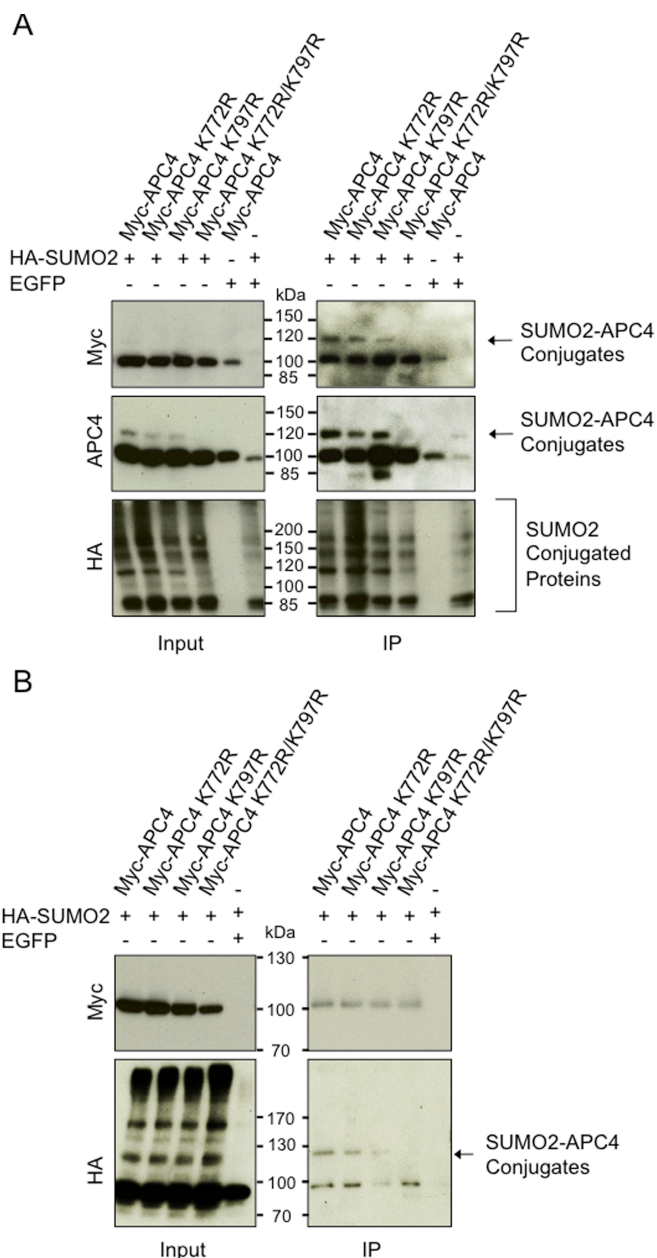 A
Myc-APC4
Myc-APC4 K772R
Myc-APC4 K797R
Myc-APC4 K772R/K797R
Myc-APC4
-
Myc-APC4
Myc-APC4 K772R
Myc-APC4 K797R
Myc-APC4 K772R/K797R
Myc-APC4
-
HA-SUMO2 + + + + - + + + + + - +
EGFP - - - - + + - - - - + +
kDa
Myc
150
120
100
85
SUMO2-APC4
Conjugates
APC4
150
120
100
85
SUMO2-APC4
Conjugates
HA
200
150
120
100
85
SUMO2
Conjugated
Proteins
Input IP
B
Myc-APC4
Myc-APC4 K772R
Myc-APC4 K797R
Myc-APC4 K772R/K797R
-
Myc-APC4
Myc-APC4 K772R
Myc-APC4 K797R
Myc-APC4 K772R/K797R
-
HA-SUMO2 + + + + + + + + + +
EGFP - - - - + - - - - +
kDa
Myc
130
100
70
HA
170
130
100
70
SUMO2-APC4
Conjugates
Input IP